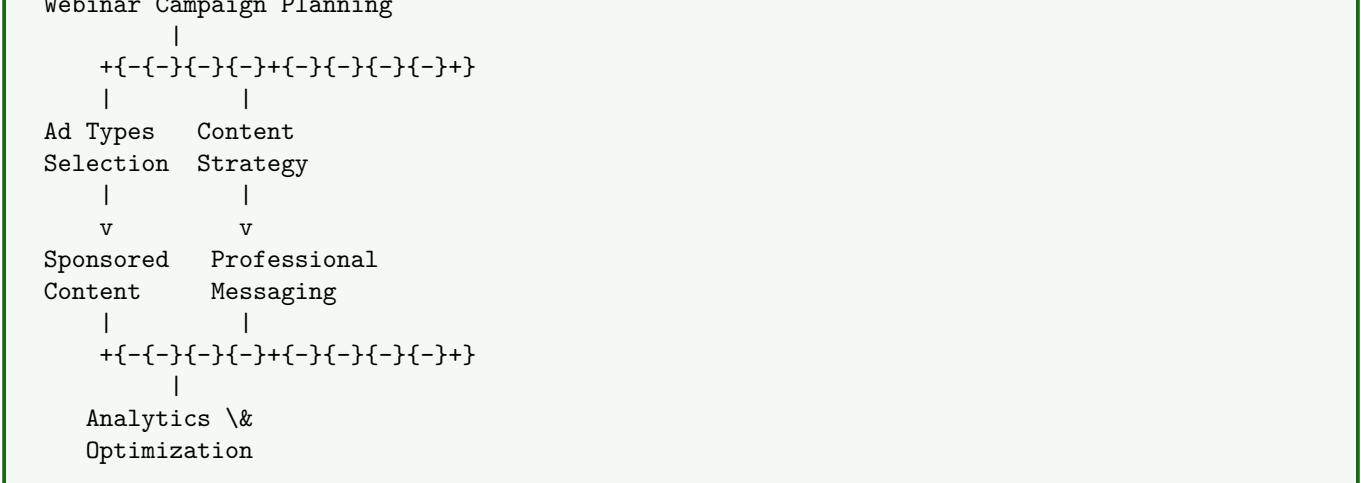 Webinar Campaign Planning
|
+{-{-}{-}{-}+{-}{-}{-}{-}+}
| |
Ad Types Content
Selection Strategy
| |
v v
Sponsored Professional
Content Messaging
| |
+{-{-}{-}{-}+{-}{-}{-}{-}+}
|
Analytics \&
Optimization